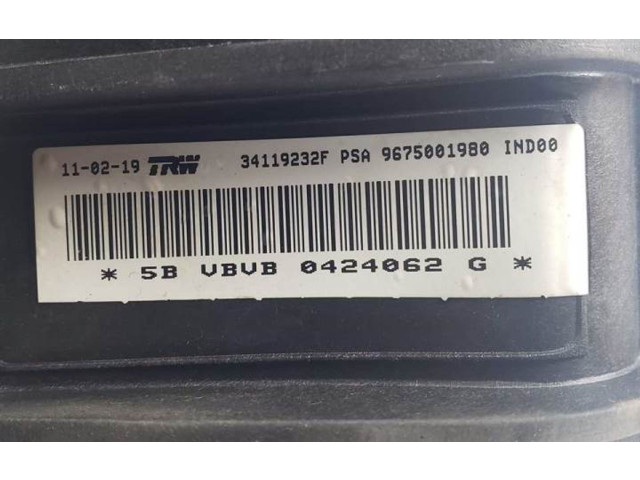 11-02-19 TRW 34119232F PSA 9675001980 IND00
* 5B VBVB 0424062 G *